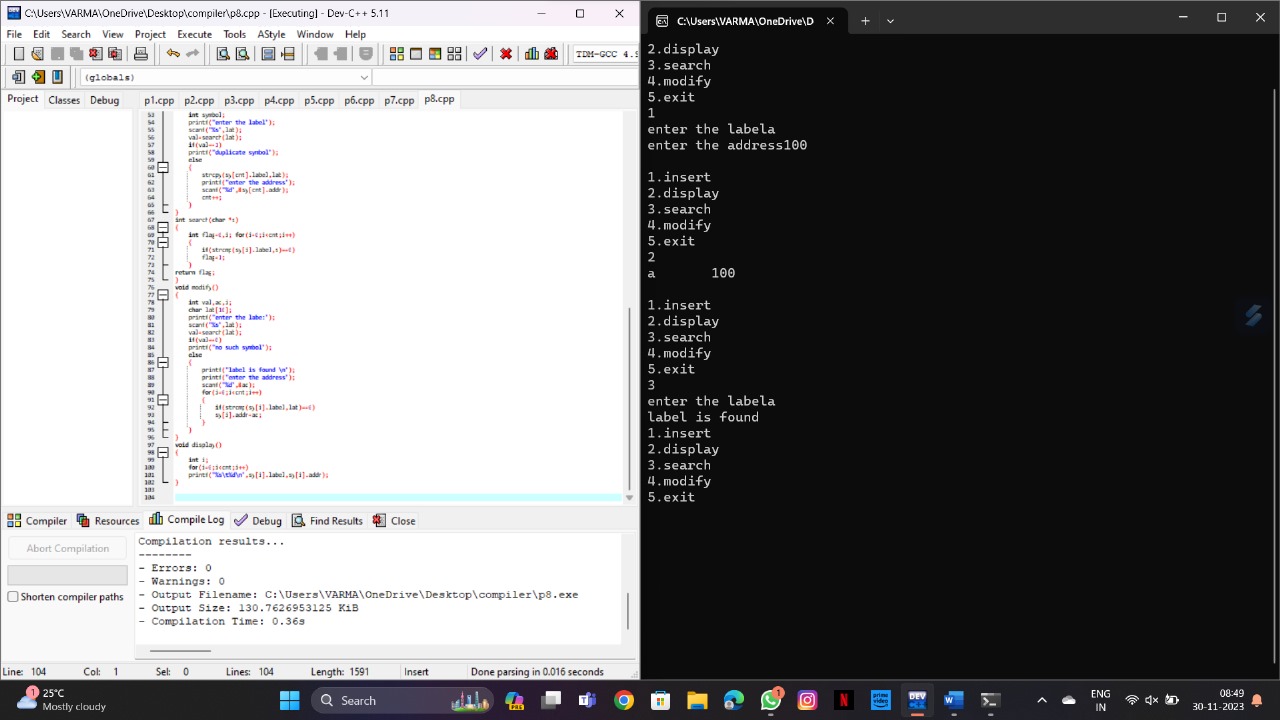 C:\Users\VARMA\OneDrive\Desktop\compiler\p8.cpp - [Executing] - Dev-C++ 5.11
File Edit Search View Project Execute Tools AStyle Window Help
TDM-GCC 4.9
(globals)
Project Classes Debug
p1.cpp p2.cpp p3.cpp p4.cpp p5.cpp p6.cpp p7.cpp p8.cpp
53 int symbol;
54 printf("enter the label");
55 scanf("%s",lab);
56 val=search(lab);
57 if(val==1)
58 printf("duplicate symbol");
59 else
60 {
61 strcpy(sy[cnt].label,lab);
62 printf("enter the address");
63 scanf("%d",&sy[cnt].addr);
64 cnt++;
65 }
66 }
67 int search(char *s)
68 {
69 int flag=0,i; for(i=0;i<cnt;i++)
70 {
71 if(strcmp(sy[i].label,s)==0)
72 flag=1;
73 }
74 return flag;
75 }
76 void modify()
77 {
78 int val,ad,i;
79 char lab[10];
80 printf("enter the labe:");
81 scanf("%s",lab);
82 val=search(lab);
83 if(val==0)
84 printf("no such symbol");
85 else
86 {
87 printf("label is found \n");
88 printf("enter the address");
89 scanf("%d",&ad);
90 for(i=0;i<cnt;i++)
91 {
92 if(strcmp(sy[i].label,lab)==0)
93 sy[i].addr=ad;
94 }
95 }
96 }
97 void display()
98 {
99 int i;
100 for(i=0;i<cnt;i++)
101 printf("%s\t%d\n",sy[i].label,sy[i].addr);
102 }
103
104
Compiler Resources Compile Log Debug Find Results Close
Abort Compilation
Shorten compiler paths
Compilation results...
--------
- Errors: 0
- Warnings: 0
- Output Filename: C:\Users\VARMA\OneDrive\Desktop\compiler\p8.exe
- Output Size: 130.7626953125 KiB
- Compilation Time: 0.36s
Line: 104 Col: 1 Sel: 0 Lines: 104 Length: 1591 Insert Done parsing in 0.016 seconds
C:\Users\VARMA\OneDrive\D
2.display
3.search
4.modify
5.exit
1
enter the labela
enter the address100
1.insert
2.display
3.search
4.modify
5.exit
2
a 100
1.insert
2.display
3.search
4.modify
5.exit
3
enter the labela
label is found
1.insert
2.display
3.search
4.modify
5.exit
1
25°C
Mostly cloudy
Search
PRE
1
N
prime video
DEV C++
W
ENG
IN
08:49
30-11-2023